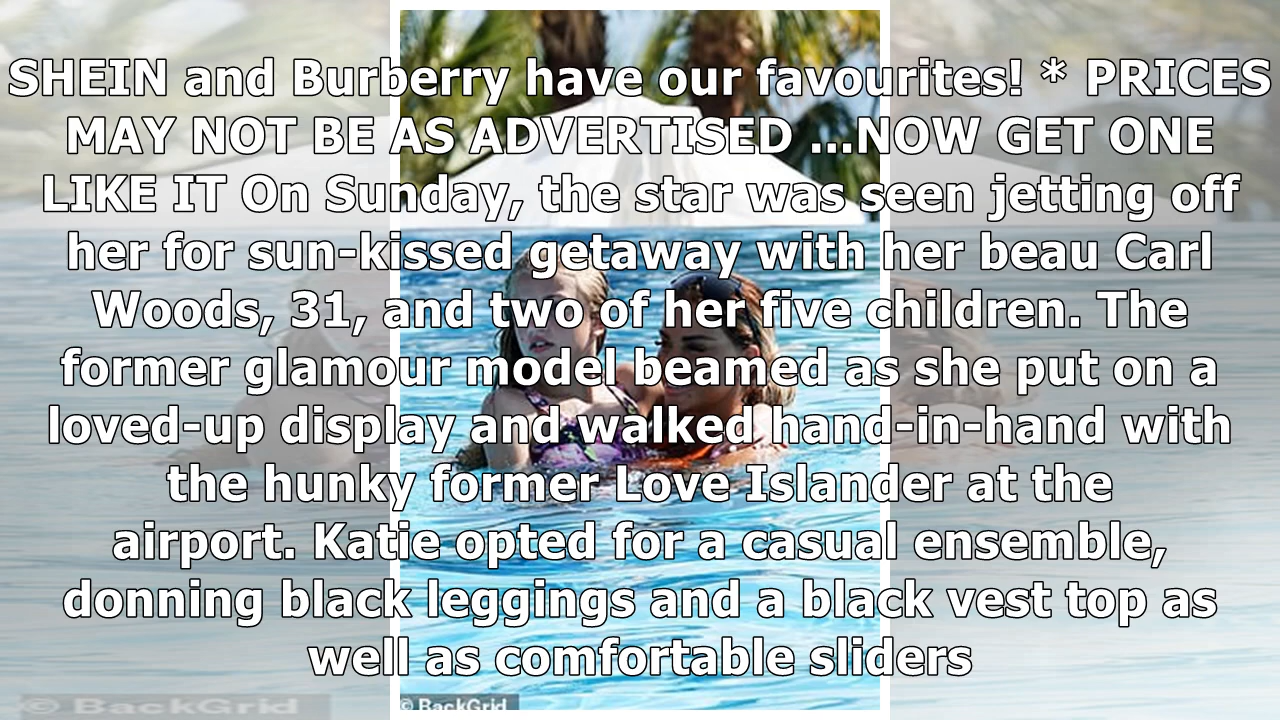 SHEIN and Burberry have our favourites! * PRICES
MAY NOT BE AS ADVERTISED ...NOW GET ONE
LIKE IT On Sunday, the star was seen jetting off
her for sun-kissed getaway with her beau Carl
Woods, 31, and two of her five children. The
former glamour model beamed as she put on a
loved-up display and walked hand-in-hand with
the hunky former Love Islander at the
airport. Katie opted for a casual ensemble,
donning black leggings and a black vest top as
well as comfortable sliders
© BackGrid
© BackGrid